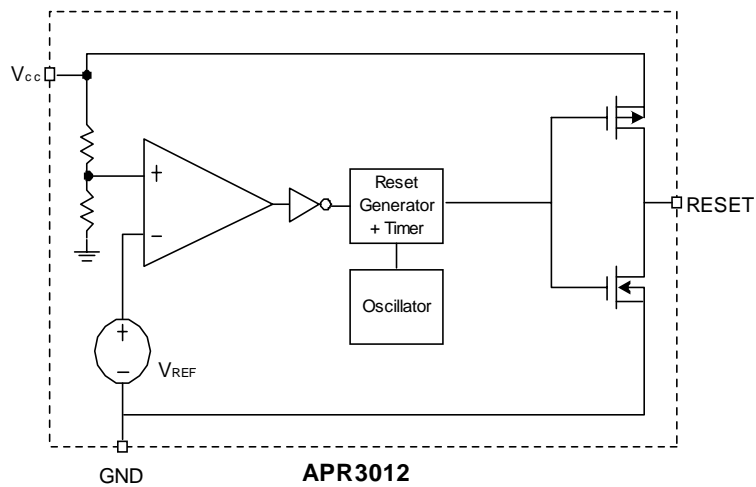 Vcc
+
−
Reset
Generator
+ Timer
RESET
Oscillator
+
−
VREF
GND
APR3012